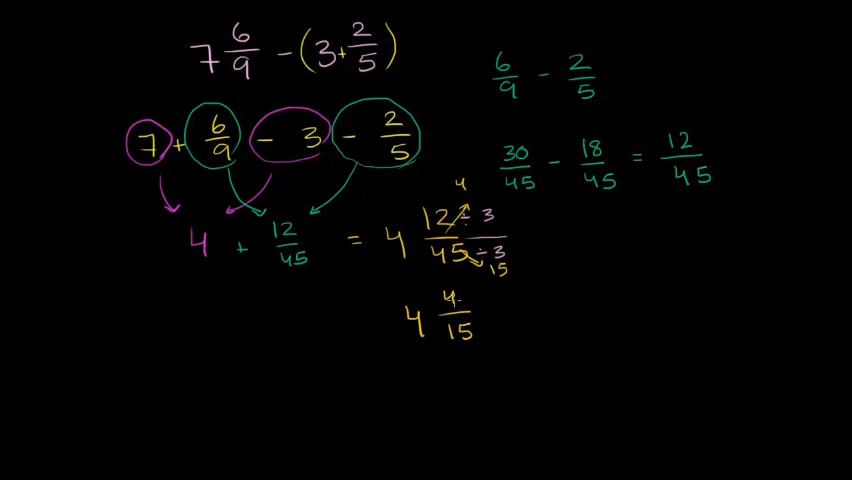 7 6/9 - (3 + 2/5)
7 + 6/9 - 3 - 2/5
4 + 12/45 = 4 12/45 ÷ 3/÷ 3
4
15
4 4/15
6/9 - 2/5
30/45 - 18/45 = 12/45